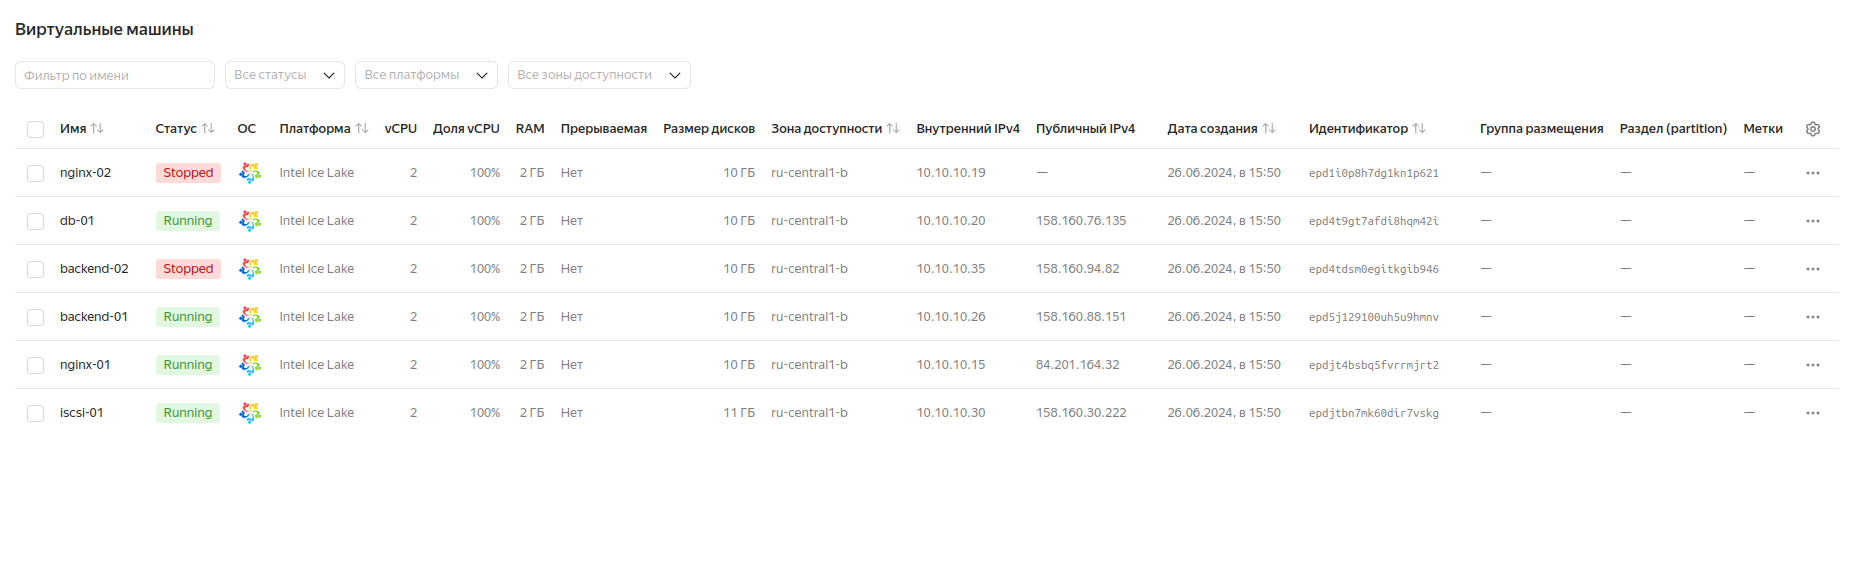 Виртуальные машины
Фильтр по имени Все статусы Все платформы Все зоны доступности
Имя Статус ОС Платформа vCPU Доля vCPU RAM Прерываемая Размер дисков Зона доступности Внутренний IPv4 Публичный IPv4 Дата создания Идентификатор Группа размещения Раздел (partition) Метки
nginx-02 Stopped Intel Ice Lake 2 100% 2 ГБ Нет 10 ГБ ru-central1-b 10.10.10.19 — 26.06.2024, в 15:50 epd1i0p8h7dg1kn1p621 — — —
db-01 Running Intel Ice Lake 2 100% 2 ГБ Нет 10 ГБ ru-central1-b 10.10.10.20 158.160.76.135 26.06.2024, в 15:50 epd4t9gt7afdi8hqm42i — — —
backend-02 Stopped Intel Ice Lake 2 100% 2 ГБ Нет 10 ГБ ru-central1-b 10.10.10.35 158.160.94.82 26.06.2024, в 15:50 epd4tdsm0egitkgib946 — — —
backend-01 Running Intel Ice Lake 2 100% 2 ГБ Нет 10 ГБ ru-central1-b 10.10.10.26 158.160.88.151 26.06.2024, в 15:50 epd5j129100uh5u9hmnv — — —
nginx-01 Running Intel Ice Lake 2 100% 2 ГБ Нет 10 ГБ ru-central1-b 10.10.10.15 84.201.164.32 26.06.2024, в 15:50 epdjt4bsbq5fvrrmjrt2 — — —
iscsi-01 Running Intel Ice Lake 2 100% 2 ГБ Нет 11 ГБ ru-central1-b 10.10.10.30 158.160.30.222 26.06.2024, в 15:50 epdjtbn7mk60dir7vskg — — —